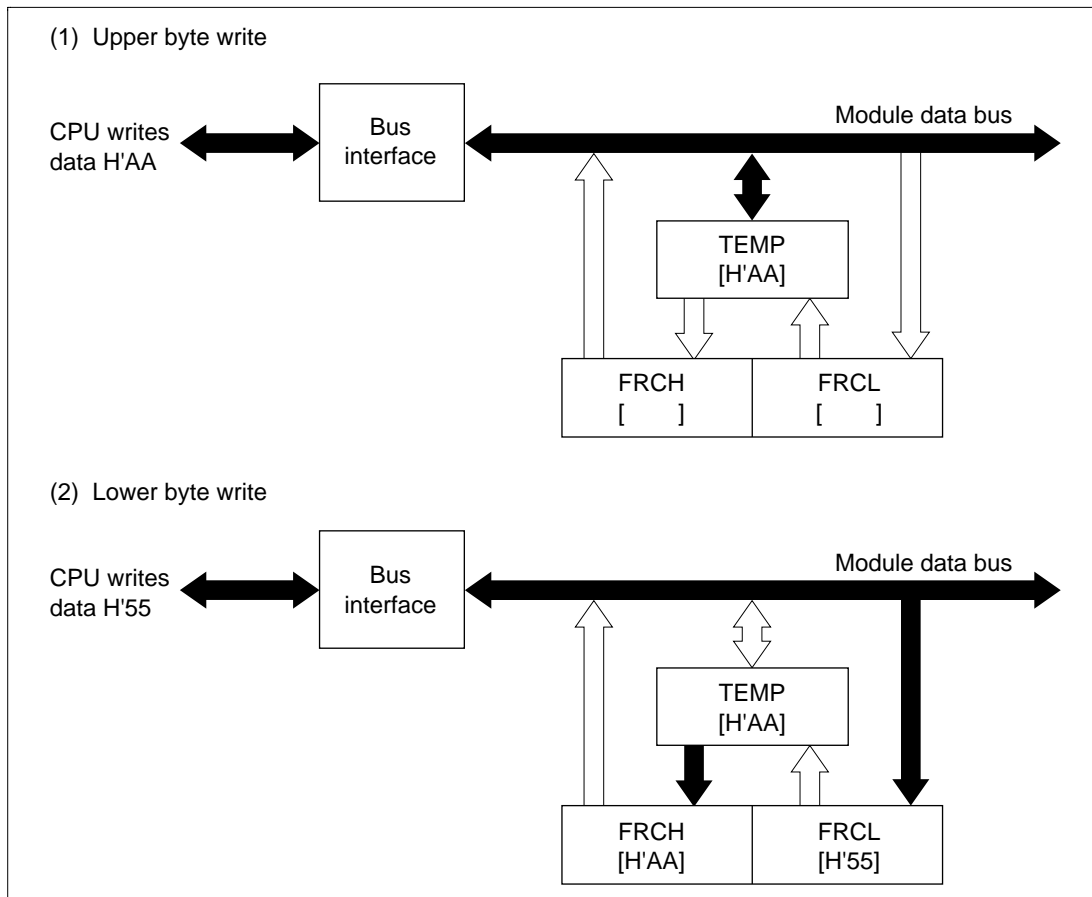 (1) Upper byte write
CPU writes
data H'AA
Bus
interface
Module data bus
TEMP
[H'AA]
FRCH
[ ]
FRCL
[ ]
(2) Lower byte write
CPU writes
data H'55
Bus
interface
Module data bus
TEMP
[H'AA]
FRCH
[H'AA]
FRCL
[H'55]